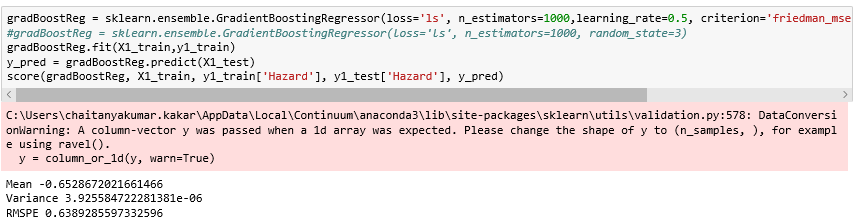 gradBoostReg = sklearn.ensemble.GradientBoostingRegressor(loss='ls', n_estimators=1000,learning_rate=0.5, criterion='friedman_mse
#gradBoostReg = sklearn.ensemble.GradientBoostingRegressor(loss='ls', n_estimators=1000, random_state=3)
gradBoostReg.fit(X1_train,y1_train)
y_pred = gradBoostReg.predict(X1_test)
score(gradBoostReg, X1_train, y1_train['Hazard'], y1_test['Hazard'], y_pred)
C:\Users\chaitanyakumar.kakar\AppData\Local\Continuum\anaconda3\lib\site-packages\sklearn\utils\validation.py:578: DataConversi
onWarning: A column-vector y was passed when a 1d array was expected. Please change the shape of y to (n_samples, ), for exampl
e using ravel().
y = column_or_1d(y, warn=True)
Mean -0.6528672021661466
Variance 3.925584722281381e-06
RMSPE 0.6389285597332596